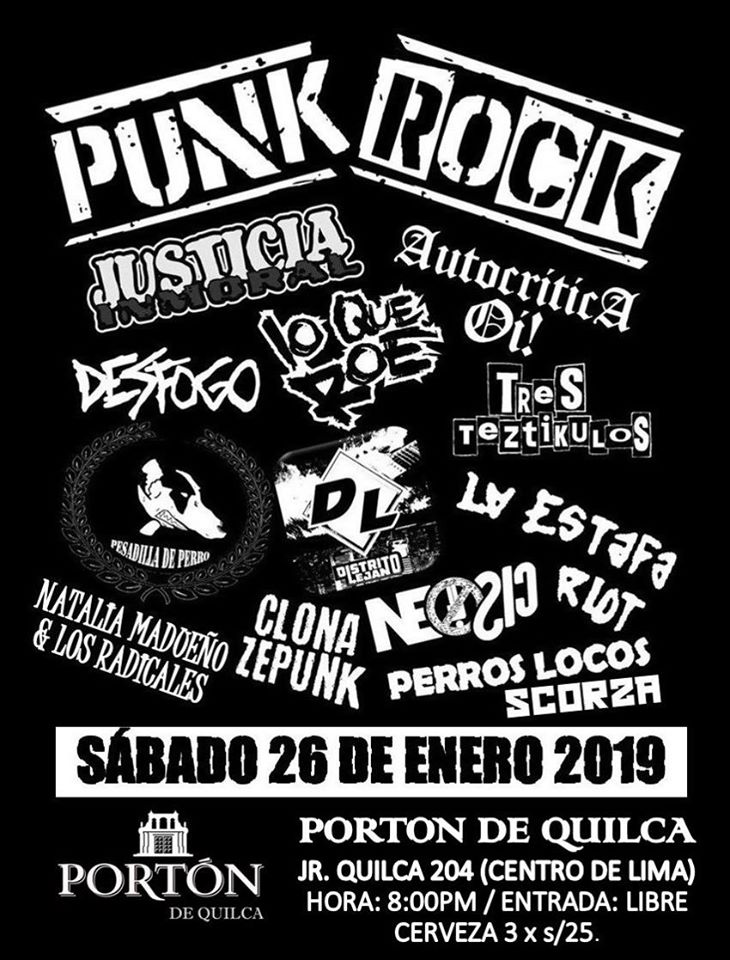 PUNK ROCK
JUSTICIA
INMORAL
AutocríticA
Oi!
LO QUE
ROE
DESFOGO
TReS
TeztiKULoS
PESADILLA DE PERRO
DL
DISTRITO
LEJANO
LA ESTaFa
RIOT
NATALIA MADUEÑO
& LOS RADICALES
CLONA
ZEPUNK
PERROS LOCOS
SCORZA
SÁBADO 26 DE ENERO 2019
PORTÓN
DE QUILCA
PORTON DE QUILCA
JR. QUILCA 204 (CENTRO DE LIMA)
HORA: 8:00PM / ENTRADA: LIBRE
CERVEZA 3 x s/25.